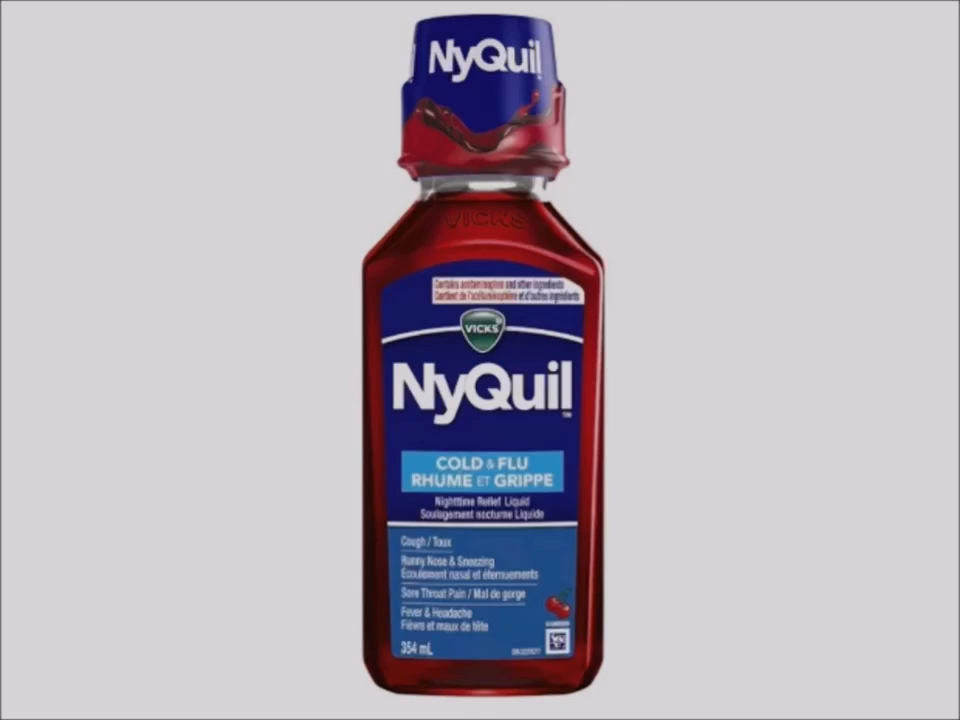 NyQuil
VICKS
Contains acetaminophen and other ingredients
Contient de l'acétaminophène et d'autres ingrédients
VICKS®
NyQuil™
COLD & FLU
RHUME ET GRIPPE
Nighttime Relief Liquid
Soulagement nocturne Liquide
Cough / Toux
Runny Nose & Sneezing
Écoulement nasal et éternuements
Sore Throat Pain / Mal de gorge
Fever & Headache
Fièvre et maux de tête
354 mL